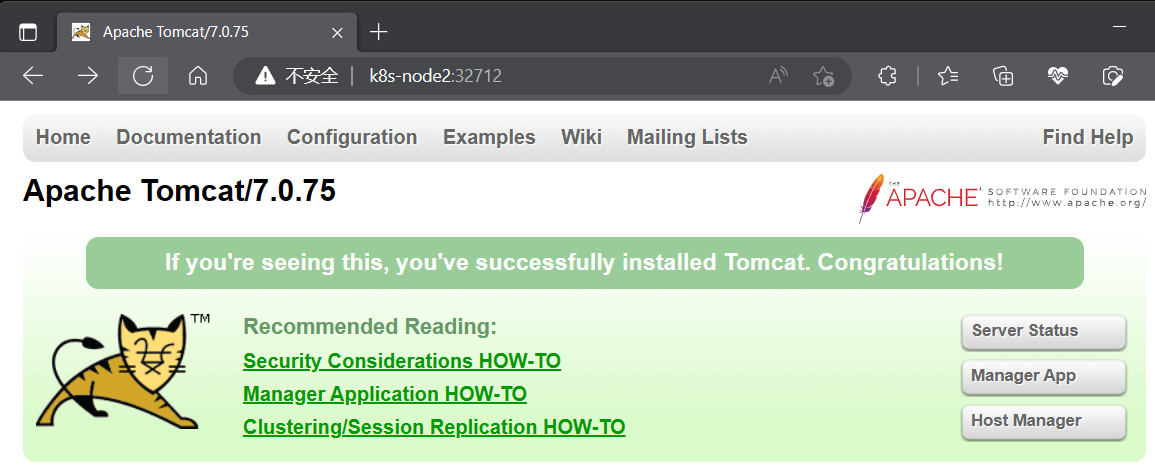 Apache Tomcat/7.0.75
不安全 | k8s-node2:32712
Home Documentation Configuration Examples Wiki Mailing Lists Find Help
Apache Tomcat/7.0.75
THE
APACHE SOFTWARE FOUNDATION
http://www.apache.org/
If you're seeing this, you've successfully installed Tomcat. Congratulations!
TM
Recommended Reading:
Security Considerations HOW-TO
Manager Application HOW-TO
Clustering/Session Replication HOW-TO
Server Status
Manager App
Host Manager